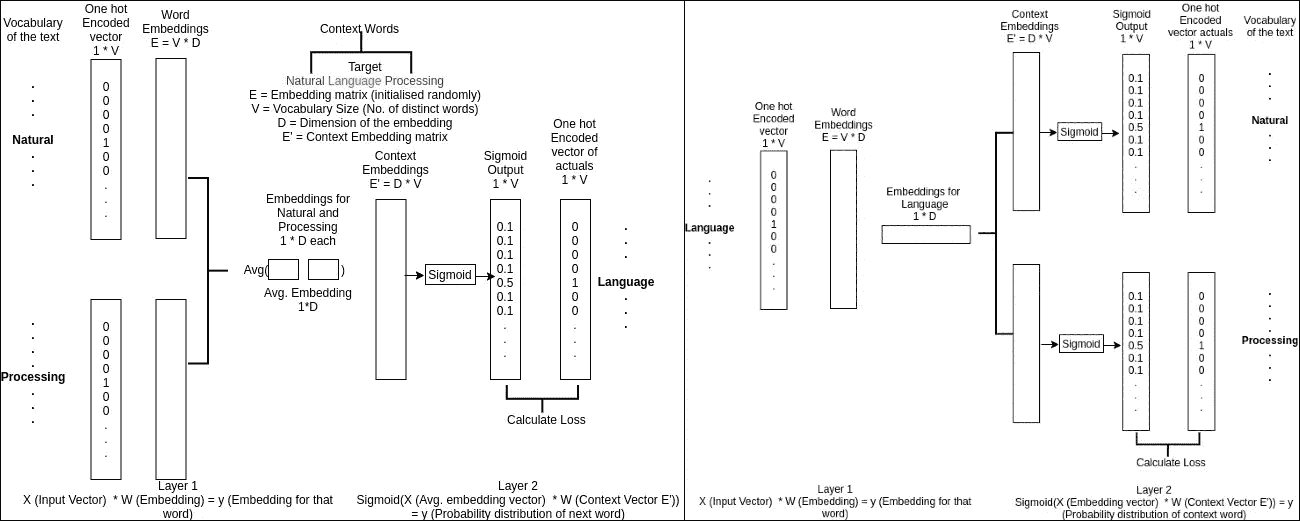 Vocabulary
of the text
.
.
.
Natural
.
.
.
One hot
Encoded
vector
1 * V
0
0
0
0
1
0
0
.
.
.
Word
Embeddings
E = V * D
Context Words
Target
Natural Language Processing
E = Embedding matrix (initialised randomly)
V = Vocabulary Size (No. of distinct words)
D = Dimension of the embedding
E' = Context Embedding matrix
.
.
.
.
Processing
.
.
.
0
0
0
0
1
0
0
.
.
.
Embeddings for
Natural and
Processing
1 * D each
Avg( )
Avg. Embedding
1*D
Context
Embeddings
E' = D * V
Sigmoid
Sigmoid
Output
1 * V
0.1
0.1
0.1
0.1
0.5
0.1
0.1
.
.
.
One hot
Encoded
vector of
actuals
1 * V
0
0
0
0
1
0
0
.
.
.
.
.
.
Language
.
.
.
Calculate Loss
Layer 1
X (Input Vector) * W (Embedding) = y (Embedding for that
word)
Layer 2
Sigmoid(X (Avg. embedding vector) * W (Context Vector E'))
= y (Probability distribution of next word)
.
.
.
Language
.
.
.
One hot
Encoded
vector
1 * V
0
0
0
0
1
0
0
.
.
.
Word
Embeddings
E = V * D
Embeddings for
Language
1 * D
Context
Embeddings
E' = D * V
Sigmoid
Sigmoid
Output
1 * V
0.1
0.1
0.1
0.1
0.5
0.1
0.1
.
.
.
One hot
Encoded
vector actuals
1 * V
0
0
0
0
1
0
0
.
.
.
Vocabulary
of the text
.
.
.
Natural
.
.
.
Sigmoid
0.1
0.1
0.1
0.1
0.5
0.1
0.1
.
.
.
0
0
0
0
1
0
0
.
.
.
.
.
.
Processing
.
.
.
Calculate Loss
Layer 1
X (Input Vector) * W (Embedding) = y (Embedding for that
word)
Layer 2
Sigmoid(X (Embedding vector) * W (Context Vector E')) = y
(Probability distribution of context word)